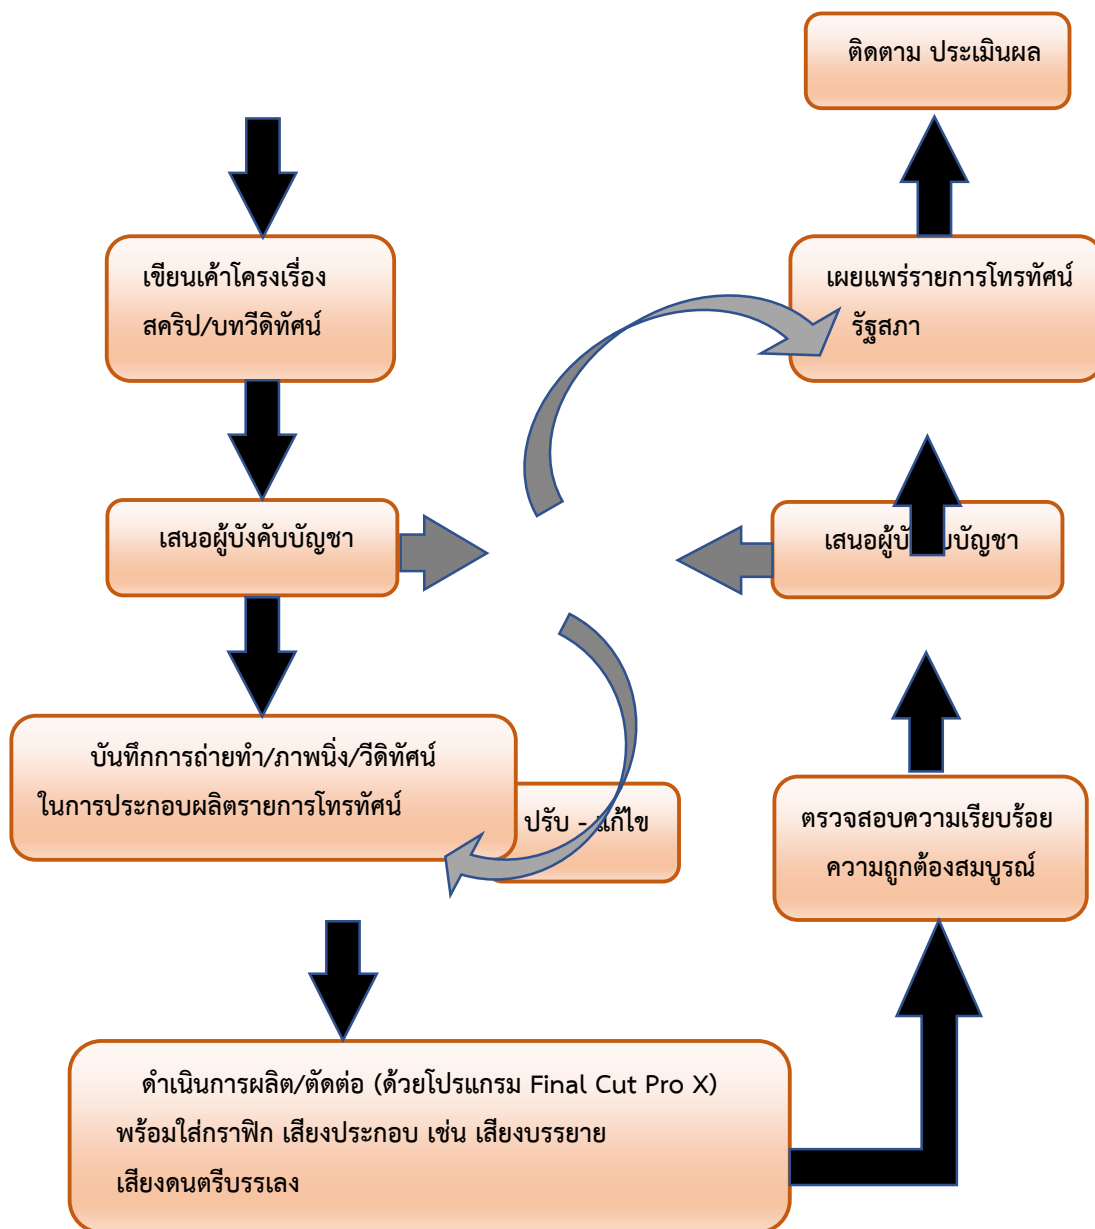 ติดตาม ประเมินผล
เขียนเค้าโครงเรื่อง
สคริป/บทวีดิทัศน์
เผยแพร่รายการโทรทัศน์
รัฐสภา
เสนอผู้บังคับบัญชา
เสนอผู้บังคับบัญชา
บันทึกการถ่ายทำ/ภาพนิ่ง/วีดิทัศน์
ในการประกอบผลิตรายการโทรทัศน์
ปรับ - แก้ไข
ตรวจสอบความเรียบร้อย
ความถูกต้องสมบูรณ์
ดำเนินการผลิต/ตัดต่อ (ด้วยโปรแกรม Final Cut Pro X)
พร้อมใส่กราฟิก เสียงประกอบ เช่น เสียงบรรยาย
เสียงดนตรีบรรเลง